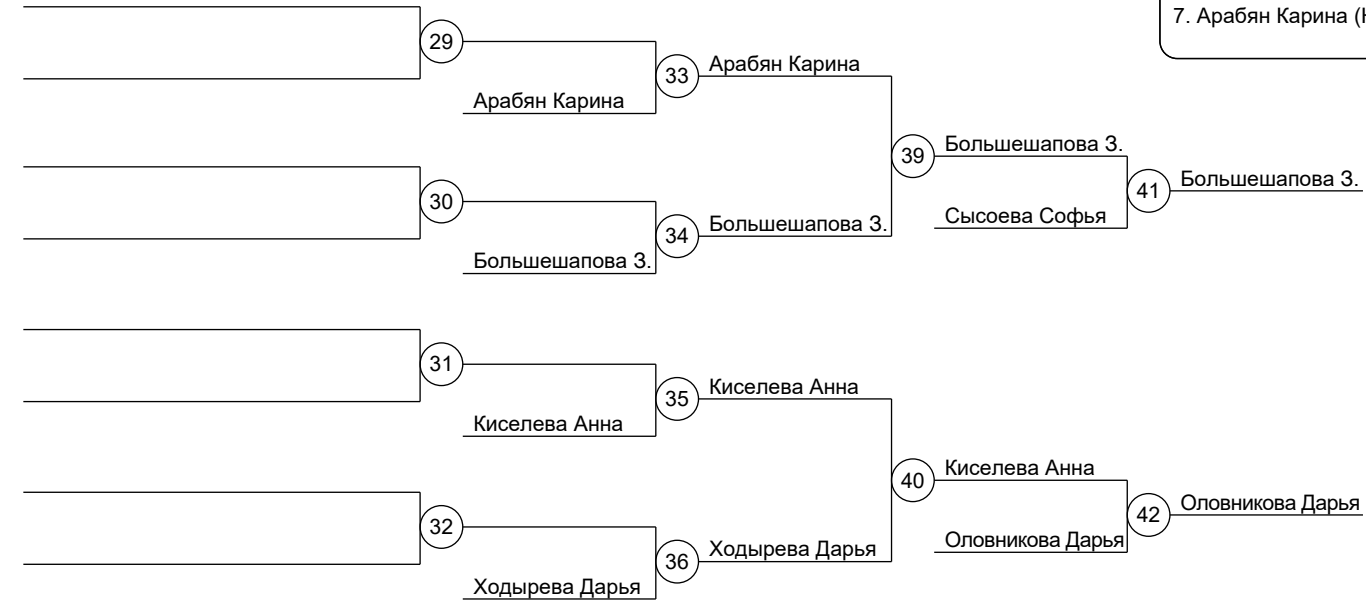 7. Арабян Карина (
29
Арабян Карина
33
Арабян Карина
30
Большешапова З.
34
Большешапова З.
39
Большешапова З.
Сысоева Софья
41
Большешапова З.
31
Киселева Анна
35
Киселева Анна
32
Ходырева Дарья
36
Ходырева Дарья
40
Киселева Анна
Оловникова Дарья
42
Оловникова Дарья